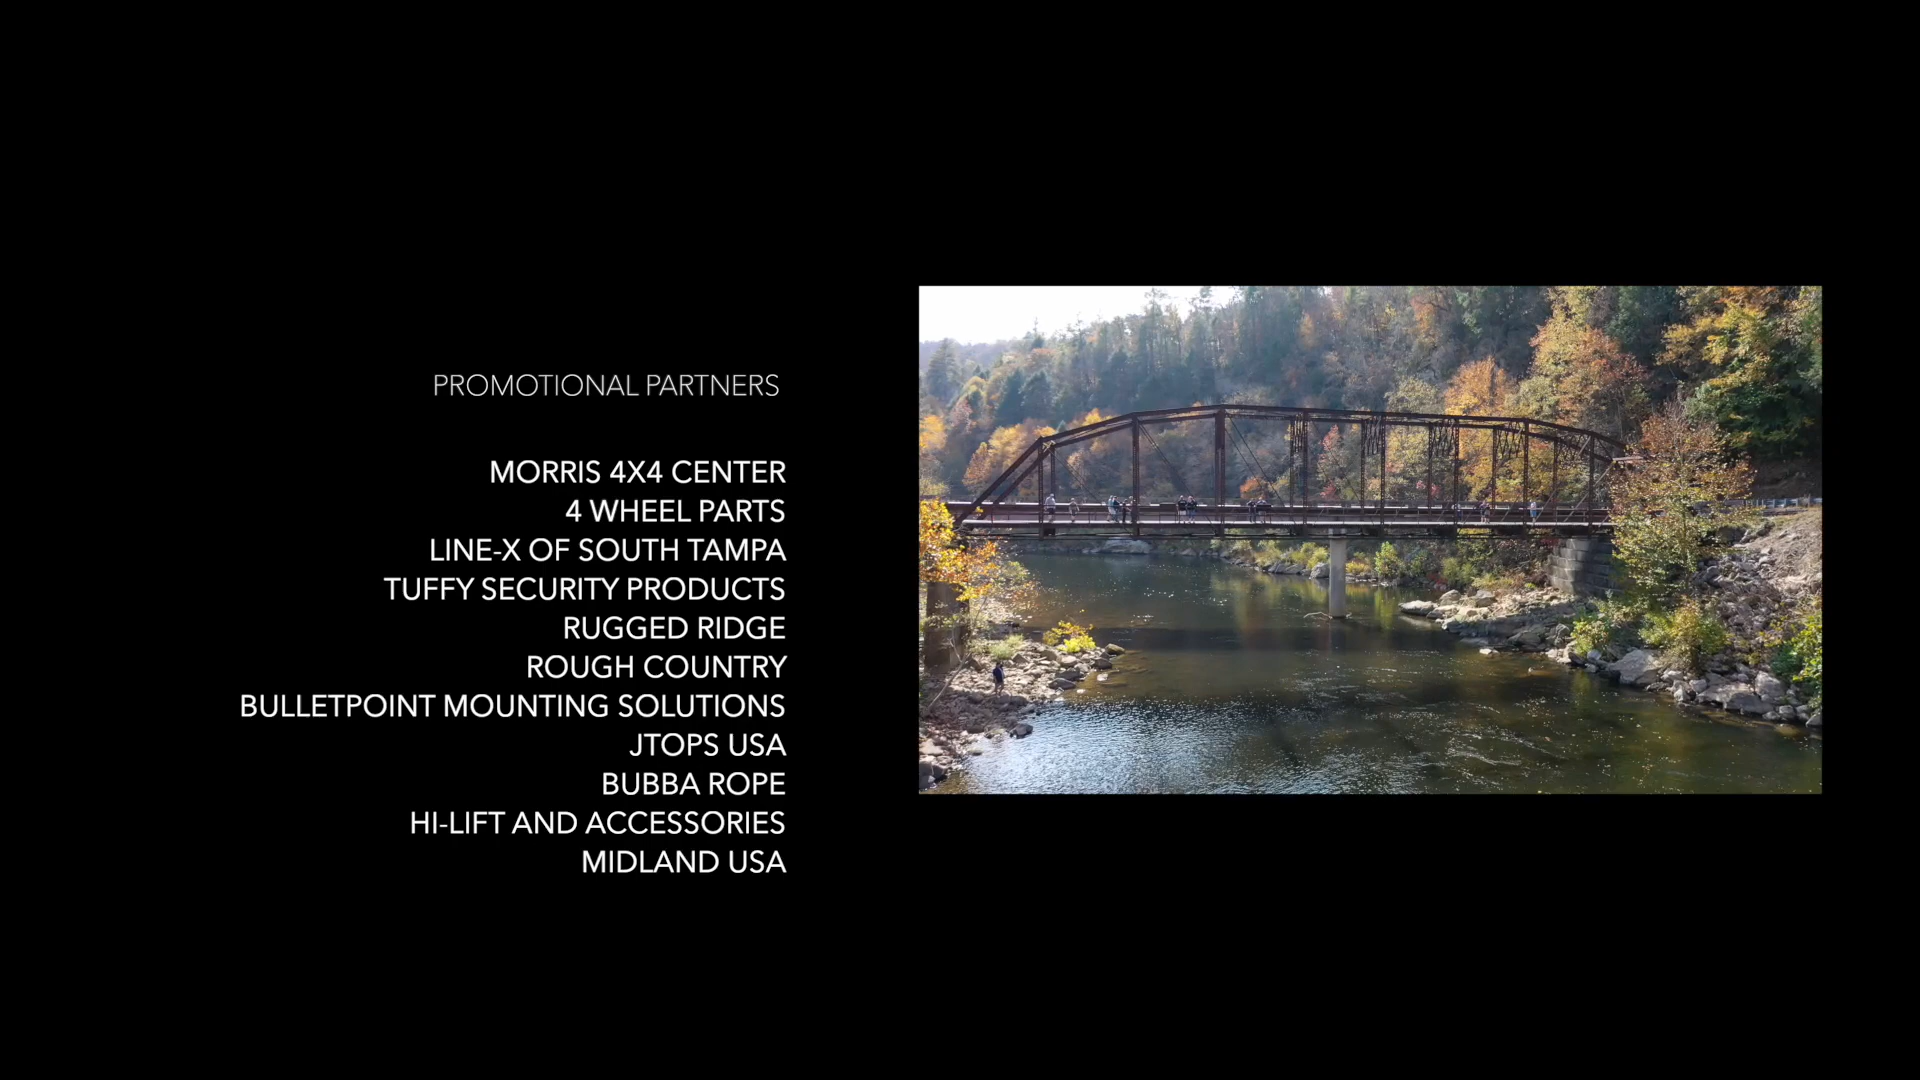 PROMOTIONAL PARTNERS
MORRIS 4X4 CENTER
4 WHEEL PARTS
LINE-X OF SOUTH TAMPA
TUFFY SECURITY PRODUCTS
RUGGED RIDGE
ROUGH COUNTRY
BULLETPOINT MOUNTING SOLUTIONS
JTOPS USA
BUBBA ROPE
HI-LIFT AND ACCESSORIES
MIDLAND USA